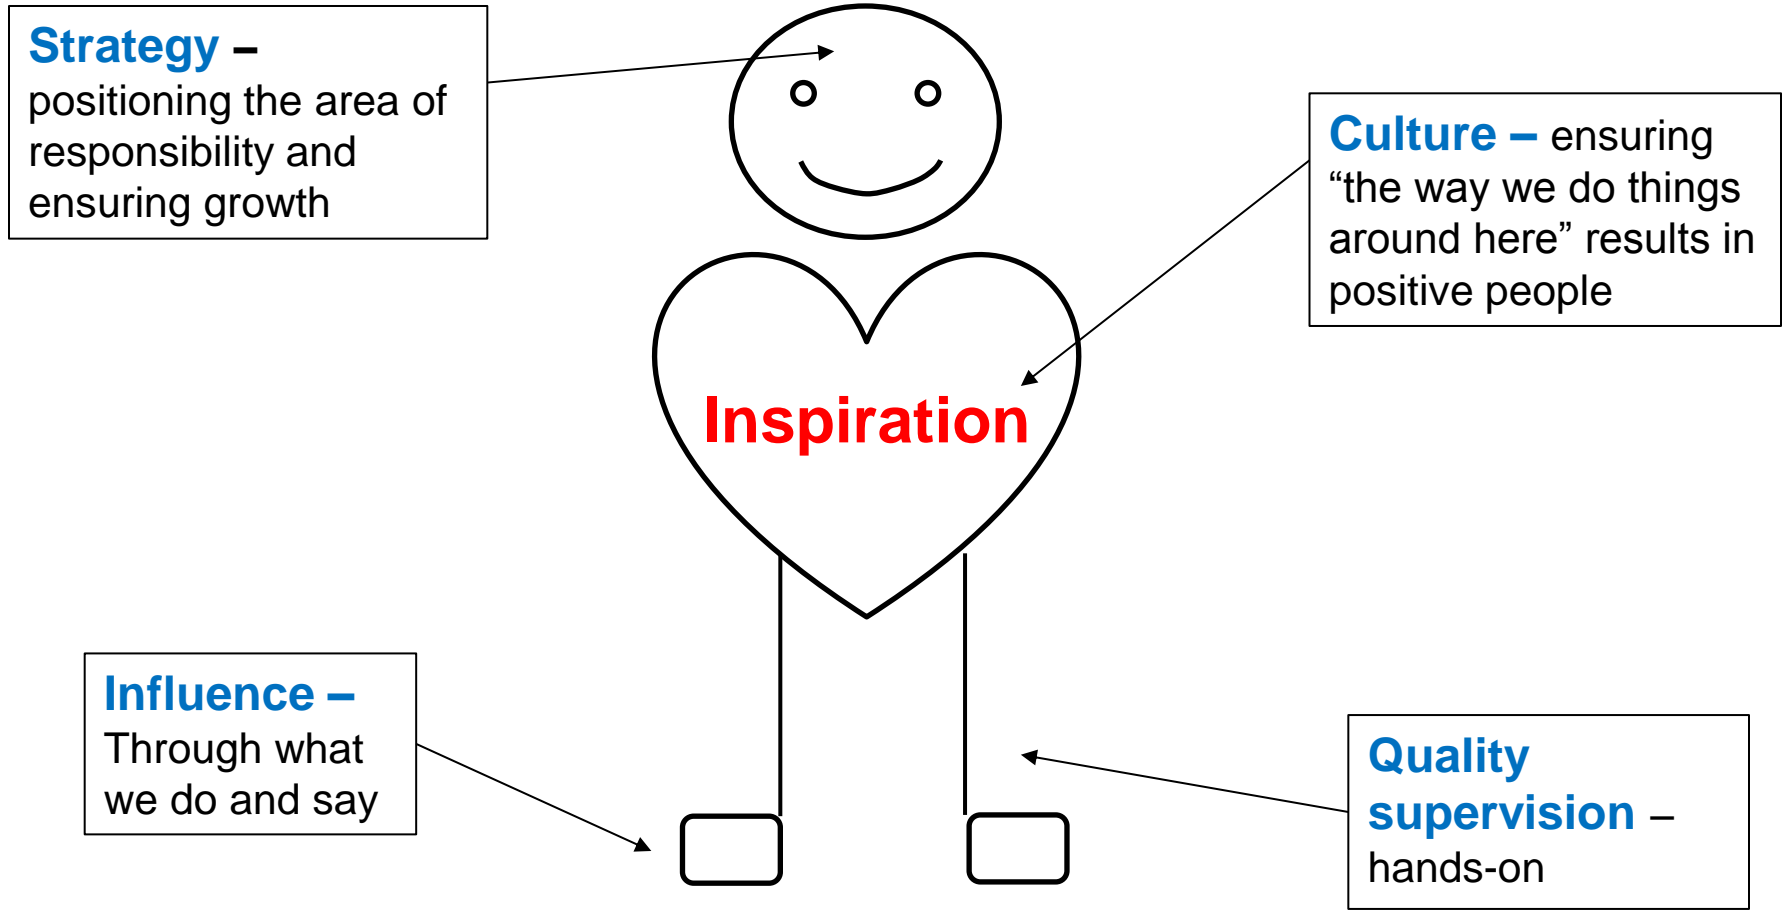 Strategy –
positioning the area of
responsibility and
ensuring growth
Culture – ensuring
“the way we do things
around here” results in
positive people
Inspiration
Influence –
Through what
we do and say
Quality
supervision –
hands-on